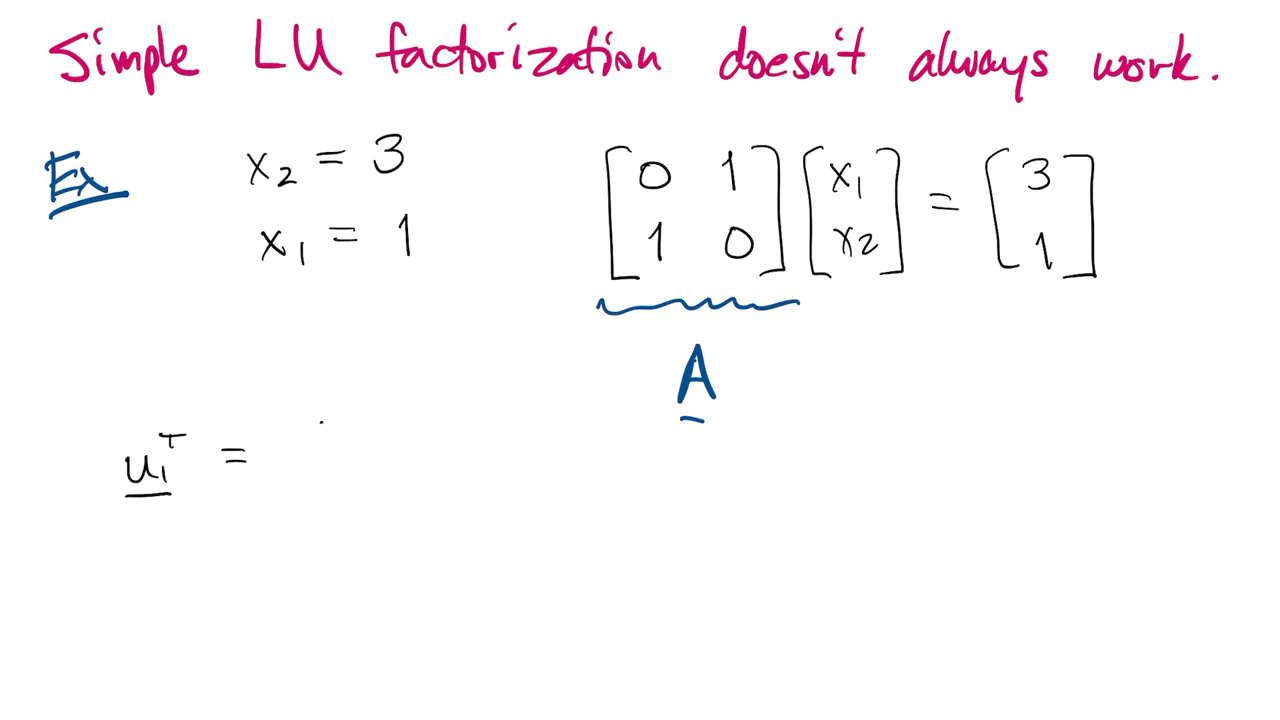 Simple LU factorization doesn't always work.
Ex
x₂ = 3
x₁ = 1
[0 1; 1 0] [x₁; x₂] = [3; 1]
A
u₁ᵀ =